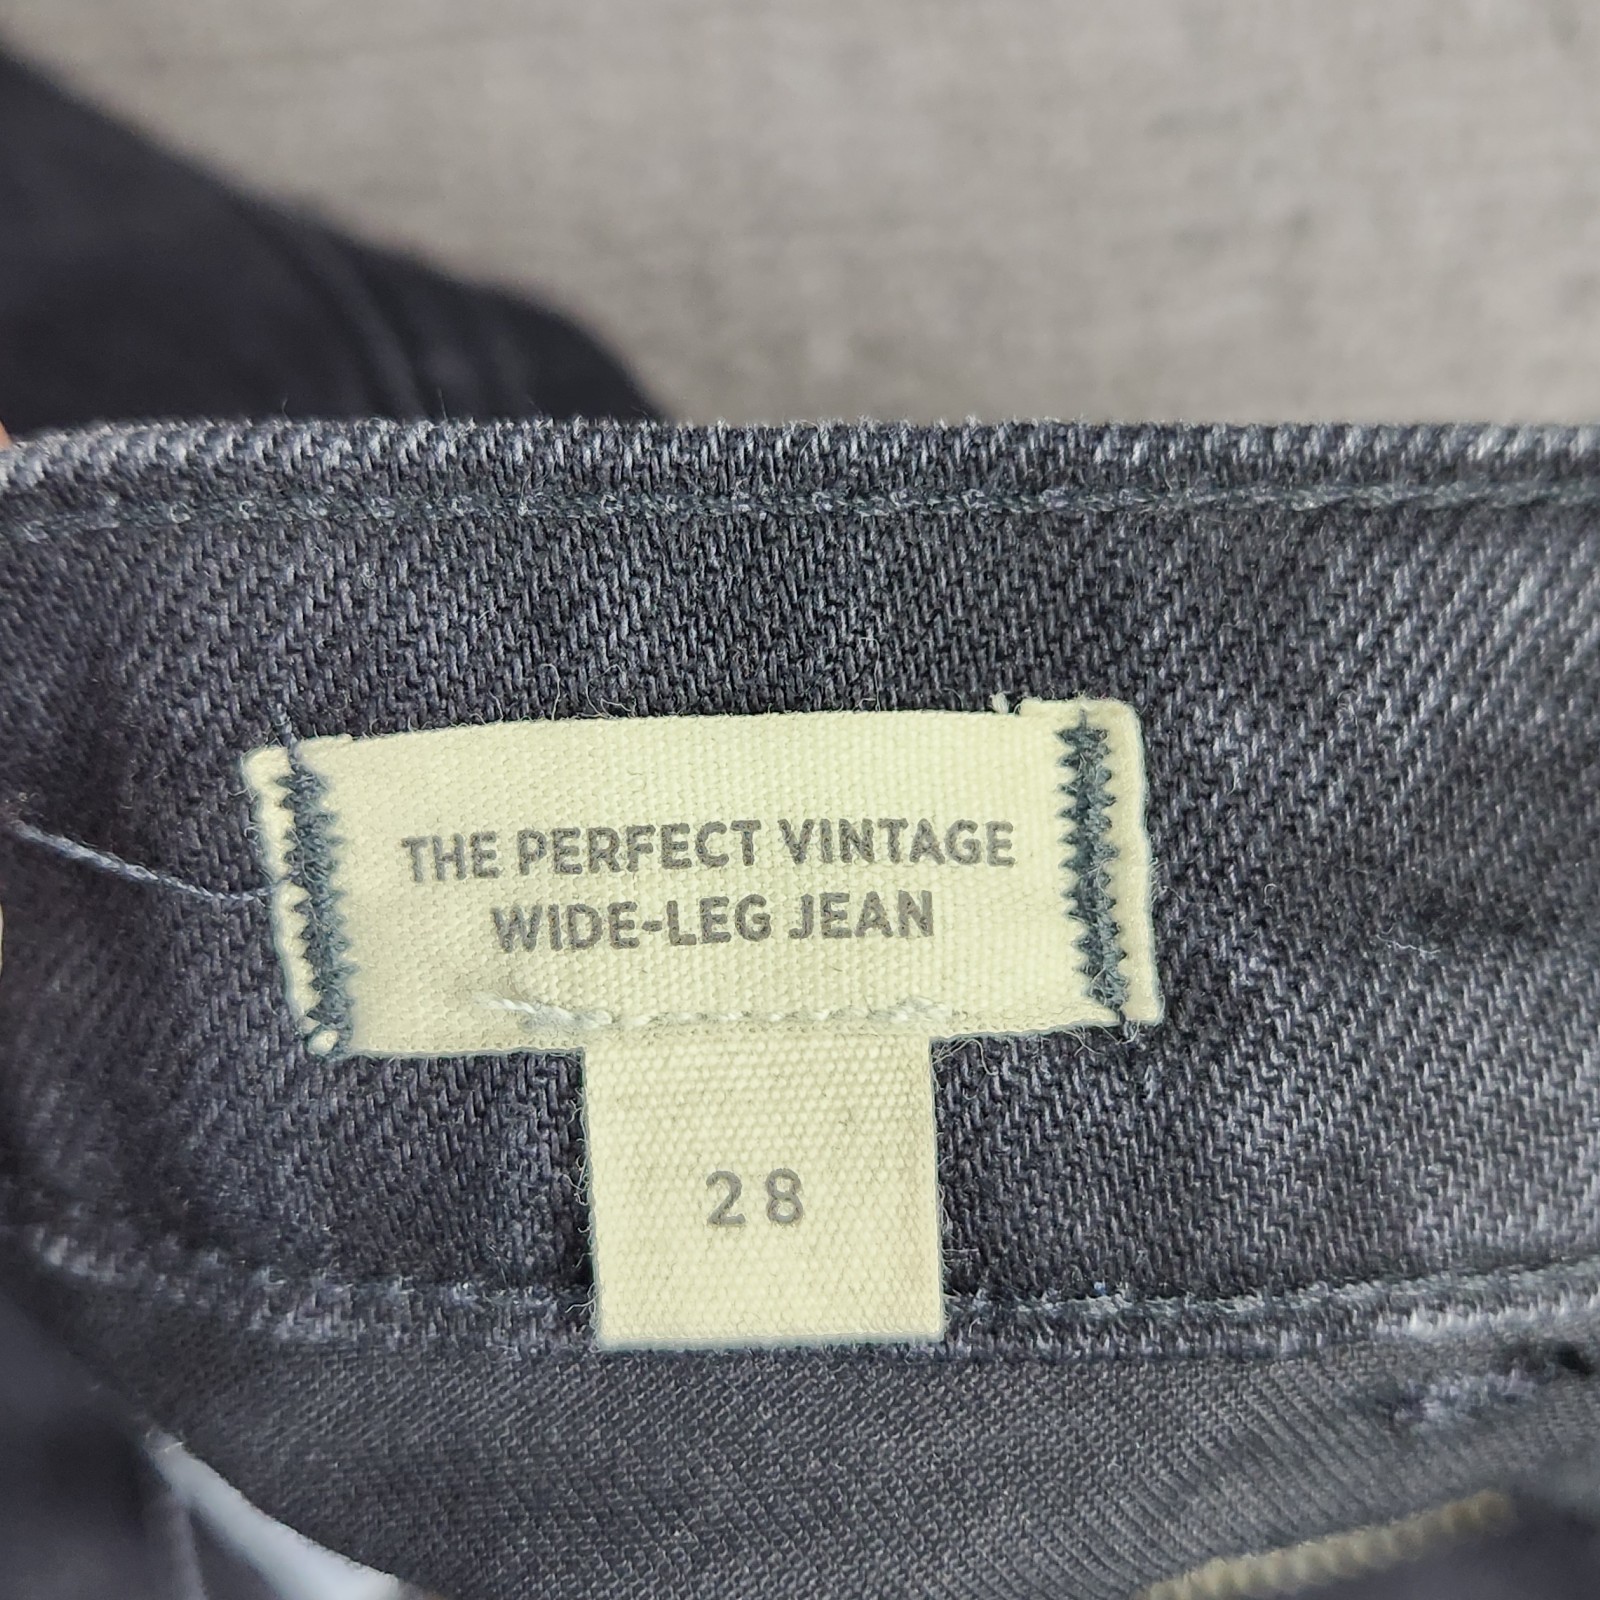 THE PERFECT VINTAGE
WIDE-LEG JEAN
28